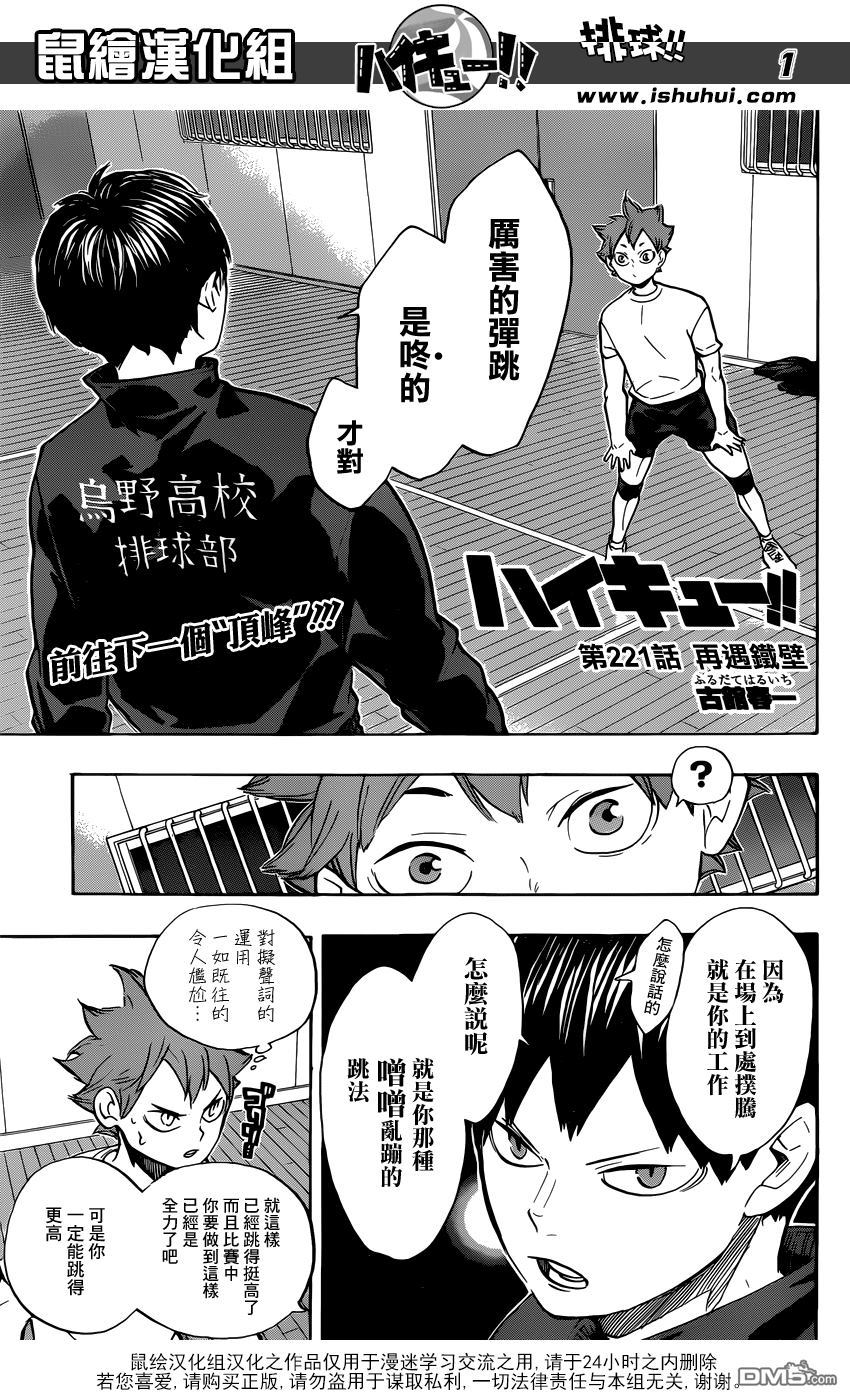 鼠繪漢化組
ハイキュー!!
排球!!
1
www.ishuhui.com
厲害的彈跳
是咚的
才對
烏野高校
排球部
前往下一個“頂峰”!!!
ハイキュー!!
第221話 再遇鐵壁
ふるだてはるいち
古館春一
?
因為
在場上到處撲騰
就是你的工作
怎麼說話的
怎麼說呢
就是你那種
噌噌亂蹦的
跳法
對擬聲詞的
運用
一如既往的
令人尷尬…
就這樣
已經跳得挺高了
而且比賽中
你要做到這樣
已經是
全力了吧
可是你
一定能跳得
更高
鼠绘汉化组汉化之作品仅用于漫迷学习交流之用, 请于24小时之内删除
若您喜爱, 请购买正版, 请勿盗用于谋取私利, 一切法律责任与本组无关, 谢谢。
DM5.com